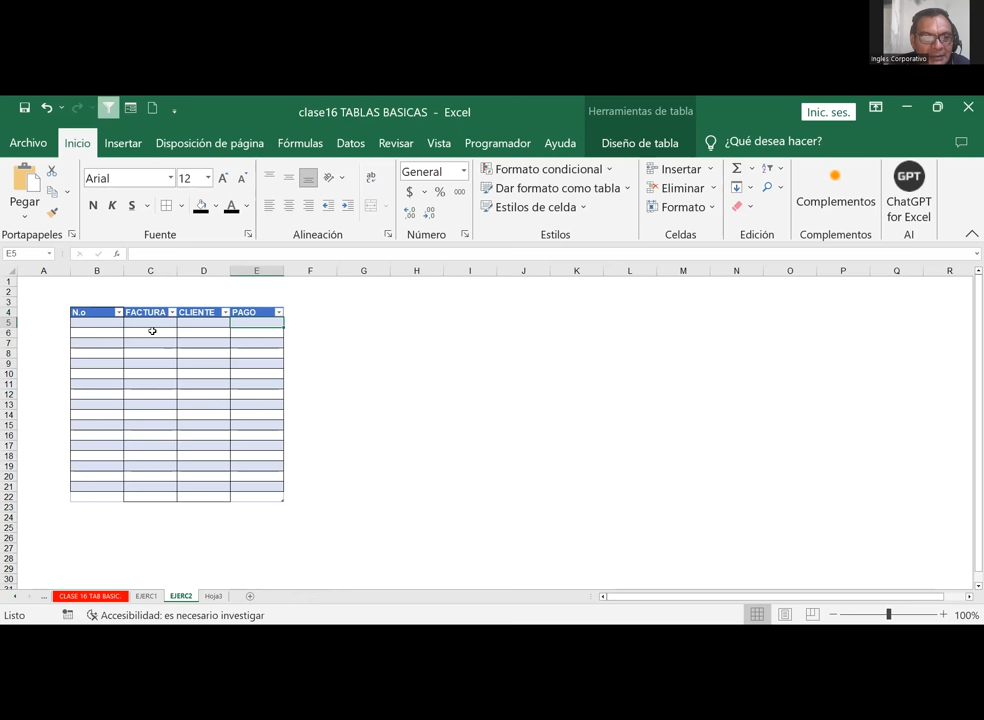 Ingles Corporativo
clase16 TABLAS BASICAS - Excel
Herramientas de tabla
Inic. ses.
Archivo Inicio Insertar Disposición de página Fórmulas Datos Revisar Vista Programador Ayuda Diseño de tabla ¿Qué desea hacer?
Pegar
Arial 12
N K S
General
$ % 000
Formato condicional
Dar formato como tabla
Estilos de celda
Insertar
Eliminar
Formato
Complementos
GPT
ChatGPT
for Excel
Portapapeles Fuente Alineación Número Estilos Celdas Edición Complementos AI
E5 fx
A B C D E F G H I J K L M N O P Q R
1
2
3
4 N.o FACTURA CLIENTE PAGO
5
6
7
8
9
10
11
12
13
14
15
16
17
18
19
20
21
22
23
24
25
26
27
28
29
30
31
... CLASE 16 TAB BASIC. EJERC1 EJERC2 Hoja3
Listo Accesibilidad: es necesario investigar 100%